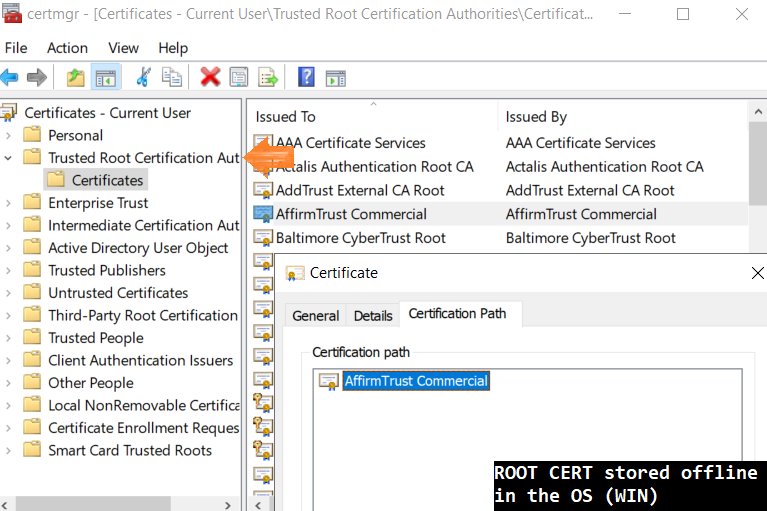 certmgr - [Certificates - Current User\Trusted Root Certification Authorities\Certificat...
File Action View Help
Certificates - Current User
Personal
Trusted Root Certification Aut
Certificates
Enterprise Trust
Intermediate Certification Aut
Active Directory User Object
Trusted Publishers
Untrusted Certificates
Third-Party Root Certification
Trusted People
Client Authentication Issuers
Other People
Local NonRemovable Certifica
Certificate Enrollment Reques
Smart Card Trusted Roots
Issued To Issued By
AAA Certificate Services AAA Certificate Services
Actalis Authentication Root CA Actalis Authentication Root CA
AddTrust External CA Root AddTrust External CA Root
AffirmTrust Commercial AffirmTrust Commercial
Baltimore CyberTrust Root Baltimore CyberTrust Root
Certificate
General Details Certification Path
Certification path
AffirmTrust Commercial
ROOT CERT stored offline
in the OS (WIN)